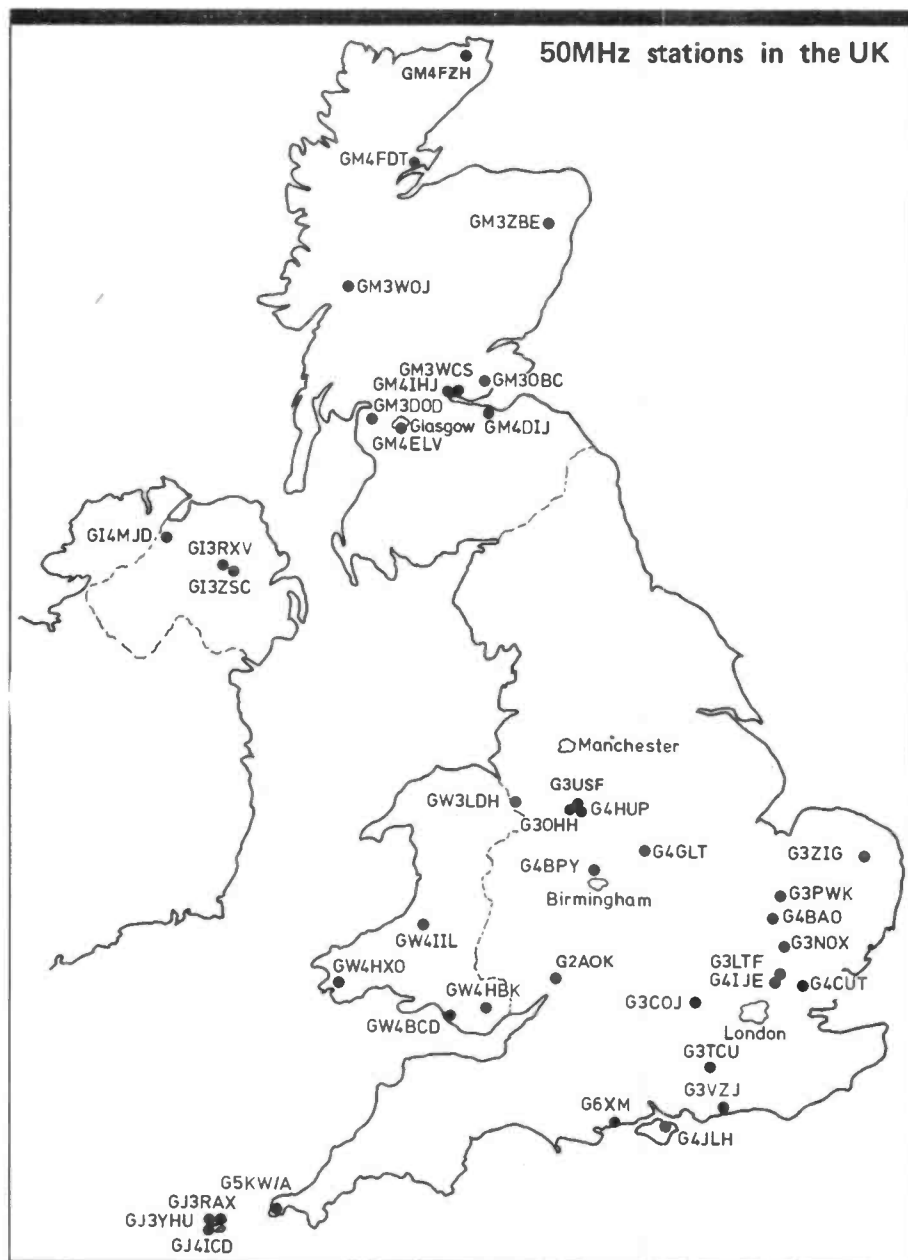 50MHz stations in the UK
GM4FZH
GM4FDT
GM3ZBE
GM3WOJ
GM3WCS
GM3OBC
GM4IHJ
GM3DOD
Glasgow
GM4DIJ
GM4ELV
GI4MJD
GI3RXV
GI3ZSC
Manchester
G3USF
GW3LDH
G4HUP
G3OHH
G4GLT
G3ZIG
G4BPY
Birmingham
G3PWK
G4BAO
GW4IIL
G3NOX
G3LTF
G2AOK
GW4HXO
G4IJE
G4CUT
GW4HBK
G3COJ
GW4BCD
London
G3TCU
G3VZJ
G6XM
G4JLH
G5KW/A
GJ3RAX
GJ3YHU
GJ4ICD